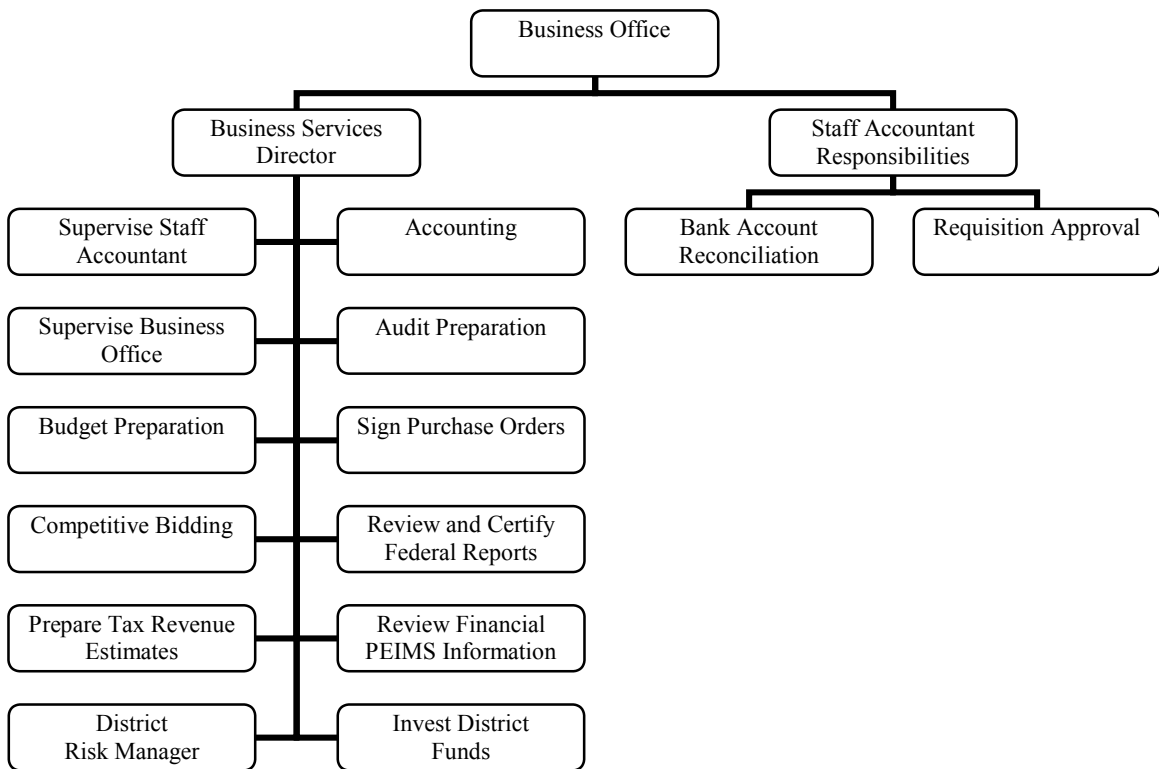 Business Office
Business Services
Director
Staff Accountant
Responsibilities
Supervise Staff
Accountant
Accounting
Bank Account
Reconciliation
Requisition Approval
Supervise Business
Office
Audit Preparation
Budget Preparation
Sign Purchase Orders
Competitive Bidding
Review and Certify
Federal Reports
Prepare Tax Revenue
Estimates
Review Financial
PEIMS Information
District
Risk Manager
Invest District
Funds